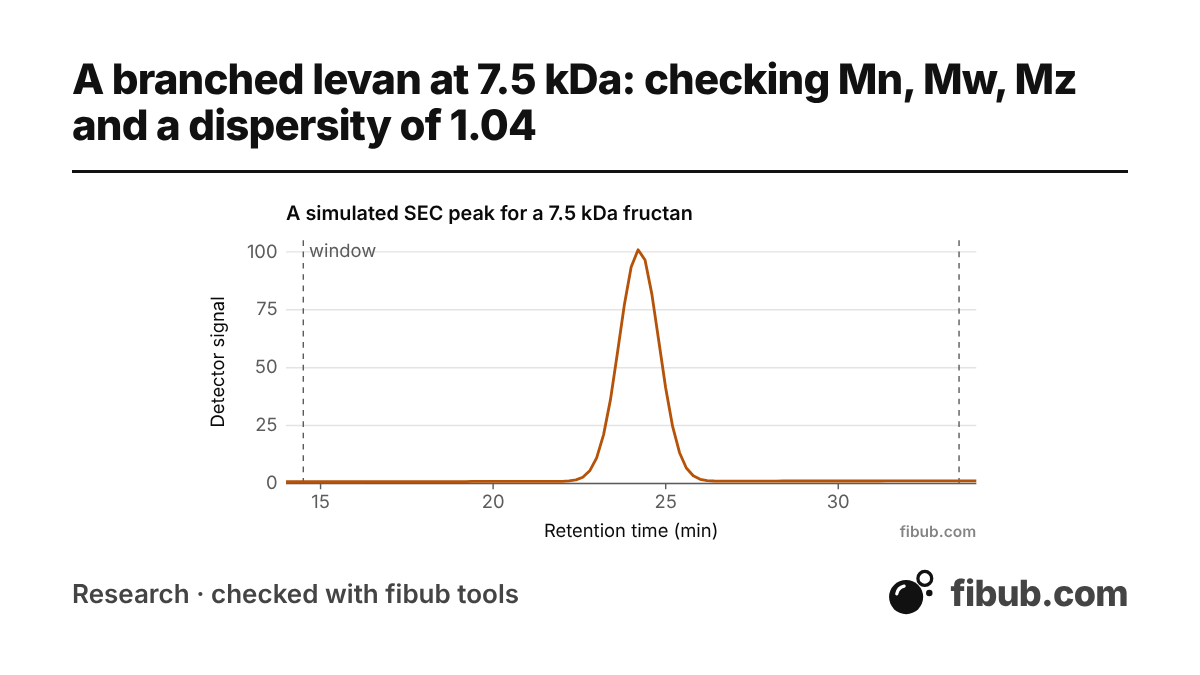 A branched levan at 7.5 kDa: checking Mn, Mw, Mz
and a dispersity of 1.04
A simulated SEC peak for a 7.5 kDa fructan
window
100
75
50
25
0
Detector signal
15 20 25 30
Retention time (min)
fibub.com
Research · checked with fibub tools
fibub.com